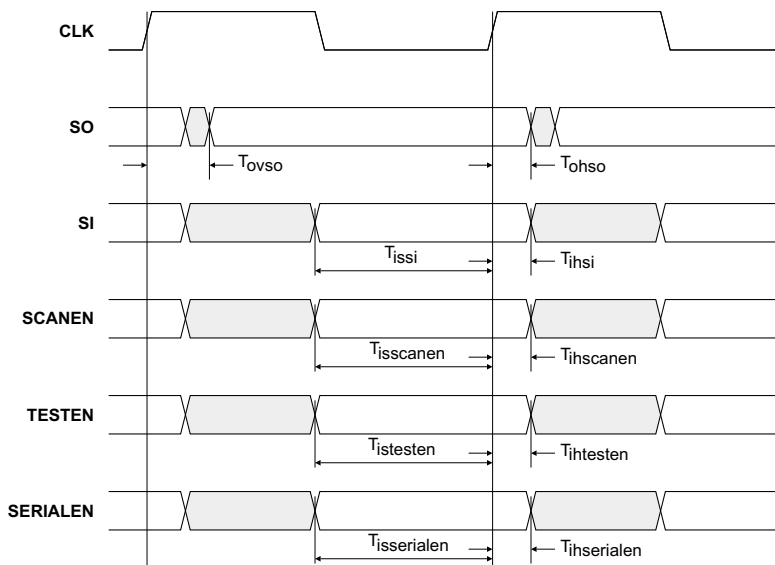 CLK
SO
Tovso
Tohso
SI
Tissi
Tihsi
SCANEN
Tisscanen
Tihscanen
TESTEN
Tistesten
Tihtesten
SERIALEN
Tisserialen
Tihserialen